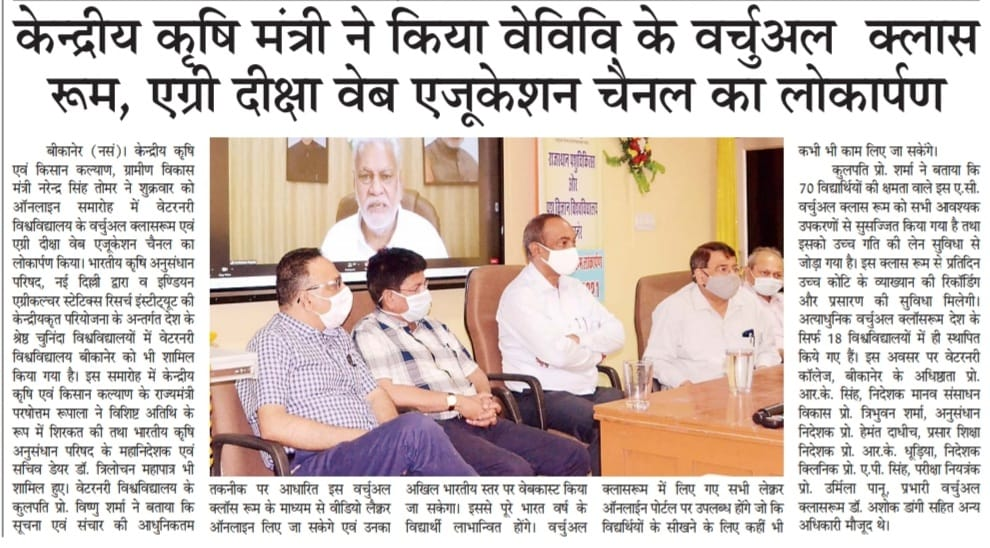 केन्द्रीय कृषि मंत्री ने किया वेविवि के वर्चुअल क्लास
रूम, एग्री दीक्षा वेब एजूकेशन चैनल का लोकार्पण
बीकानेर (नसं)। केन्द्रीय कृषि
एवं किसान कल्याण, ग्रामीण विकास
मंत्री नरेन्द्र सिंह तोमर ने शुक्रवार को
ऑनलाइन समारोह में वेटरनरी
विश्वविद्यालय के वर्चुअल क्लासरूम एवं
एग्री दीक्षा वेब एजूकेशन चैनल का
लोकार्पण किया। भारतीय कृषि अनुसंधान
परिषद, नई दिल्ली द्वारा व इण्डियन
एग्रीकल्चर स्टेटिक्स रिसर्च इंस्टीट्यूट की
केन्द्रीयकृत परियोजना के अन्तर्गत देश के
श्रेष्ठ चुनिंदा विश्वविद्यालयों में वेटरनरी
विश्वविद्यालय बीकानेर को भी शामिल
किया गया है। इस समारोह में केन्द्रीय
कृषि एवं किसान कल्याण के राज्यमंत्री
परषोत्तम रूपाला ने विशिष्ट अतिथि के
रूप में शिरकत की तथा भारतीय कृषि
अनुसंधान परिषद के महानिदेशक एवं
सचिव डेयर डॉ. त्रिलोचन महापात्र भी
शामिल हुए। वेटरनरी विश्वविद्यालय के
कुलपति प्रो. विष्णु शर्मा ने बताया कि
सूचना एवं संचार की आधुनिकतम
राजस्थान पशुचिकित्सा
और
पशु विज्ञान विश्वविद्यालय
लोकार्पण
तकनीक पर आधारित इस वर्चुअल
क्लॉस रूम के माध्यम से वीडियो लैक्चर
ऑनलाइन लिए जा सकेगे एवं उनका
अखिल भारतीय स्तर पर वेबकास्ट किया
जा सकेगा। इससे पूरे भारत वर्ष के
विद्यार्थी लाभान्वित होंगे। वर्चुअल
क्लासरूम में लिए गए सभी लेक्चर
ऑनलाईन पोर्टल पर उपलब्ध होंगे जो कि
विद्यर्थियों के सीखने के लिए कहीं भी
कभी भी काम लिए जा सकेंगे।
कुलपति प्रो. शर्मा ने बताया कि
70 विद्यार्थियों की क्षमता वाले इस ए.सी.
वर्चुअल क्लास रूम को सभी आवश्यक
उपकरणों से सुसज्जित किया गया है तथा
इसको उच्च गति की लेन सुविधा से
जोड़ा गया है। इस क्लास रूम से प्रतिदिन
उच्च कोटि के व्याख्यान की रिकॉर्डिंग
और प्रसारण की सुविधा मिलेगी।
अत्याधुनिक वर्चुअल क्लॉसरूम देश के
सिर्फ 18 विश्वविद्यालयों में ही स्थापित
किये गए हैं। इस अवसर पर वेटरनरी
कॉलेज, बीकानेर के अधिष्ठाता प्रो.
आर.के. सिंह, निदेशक मानव संसाधन
विकास प्रो. त्रिभुवन शर्मा, अनुसंधान
निदेशक प्रो. हेमंत दाधीच, प्रसार शिक्षा
निदेशक प्रो. आर.के. धूड़िया, निदेशक
क्लिनिक प्रो. ए.पी. सिंह, परीक्षा नियत्रंक
प्रो. उर्मिला पानू, प्रभारी वर्चुअल
क्लासरूम डॉ. अशोक डांगी सहित अन्य
अधिकारी मौजूद थे।